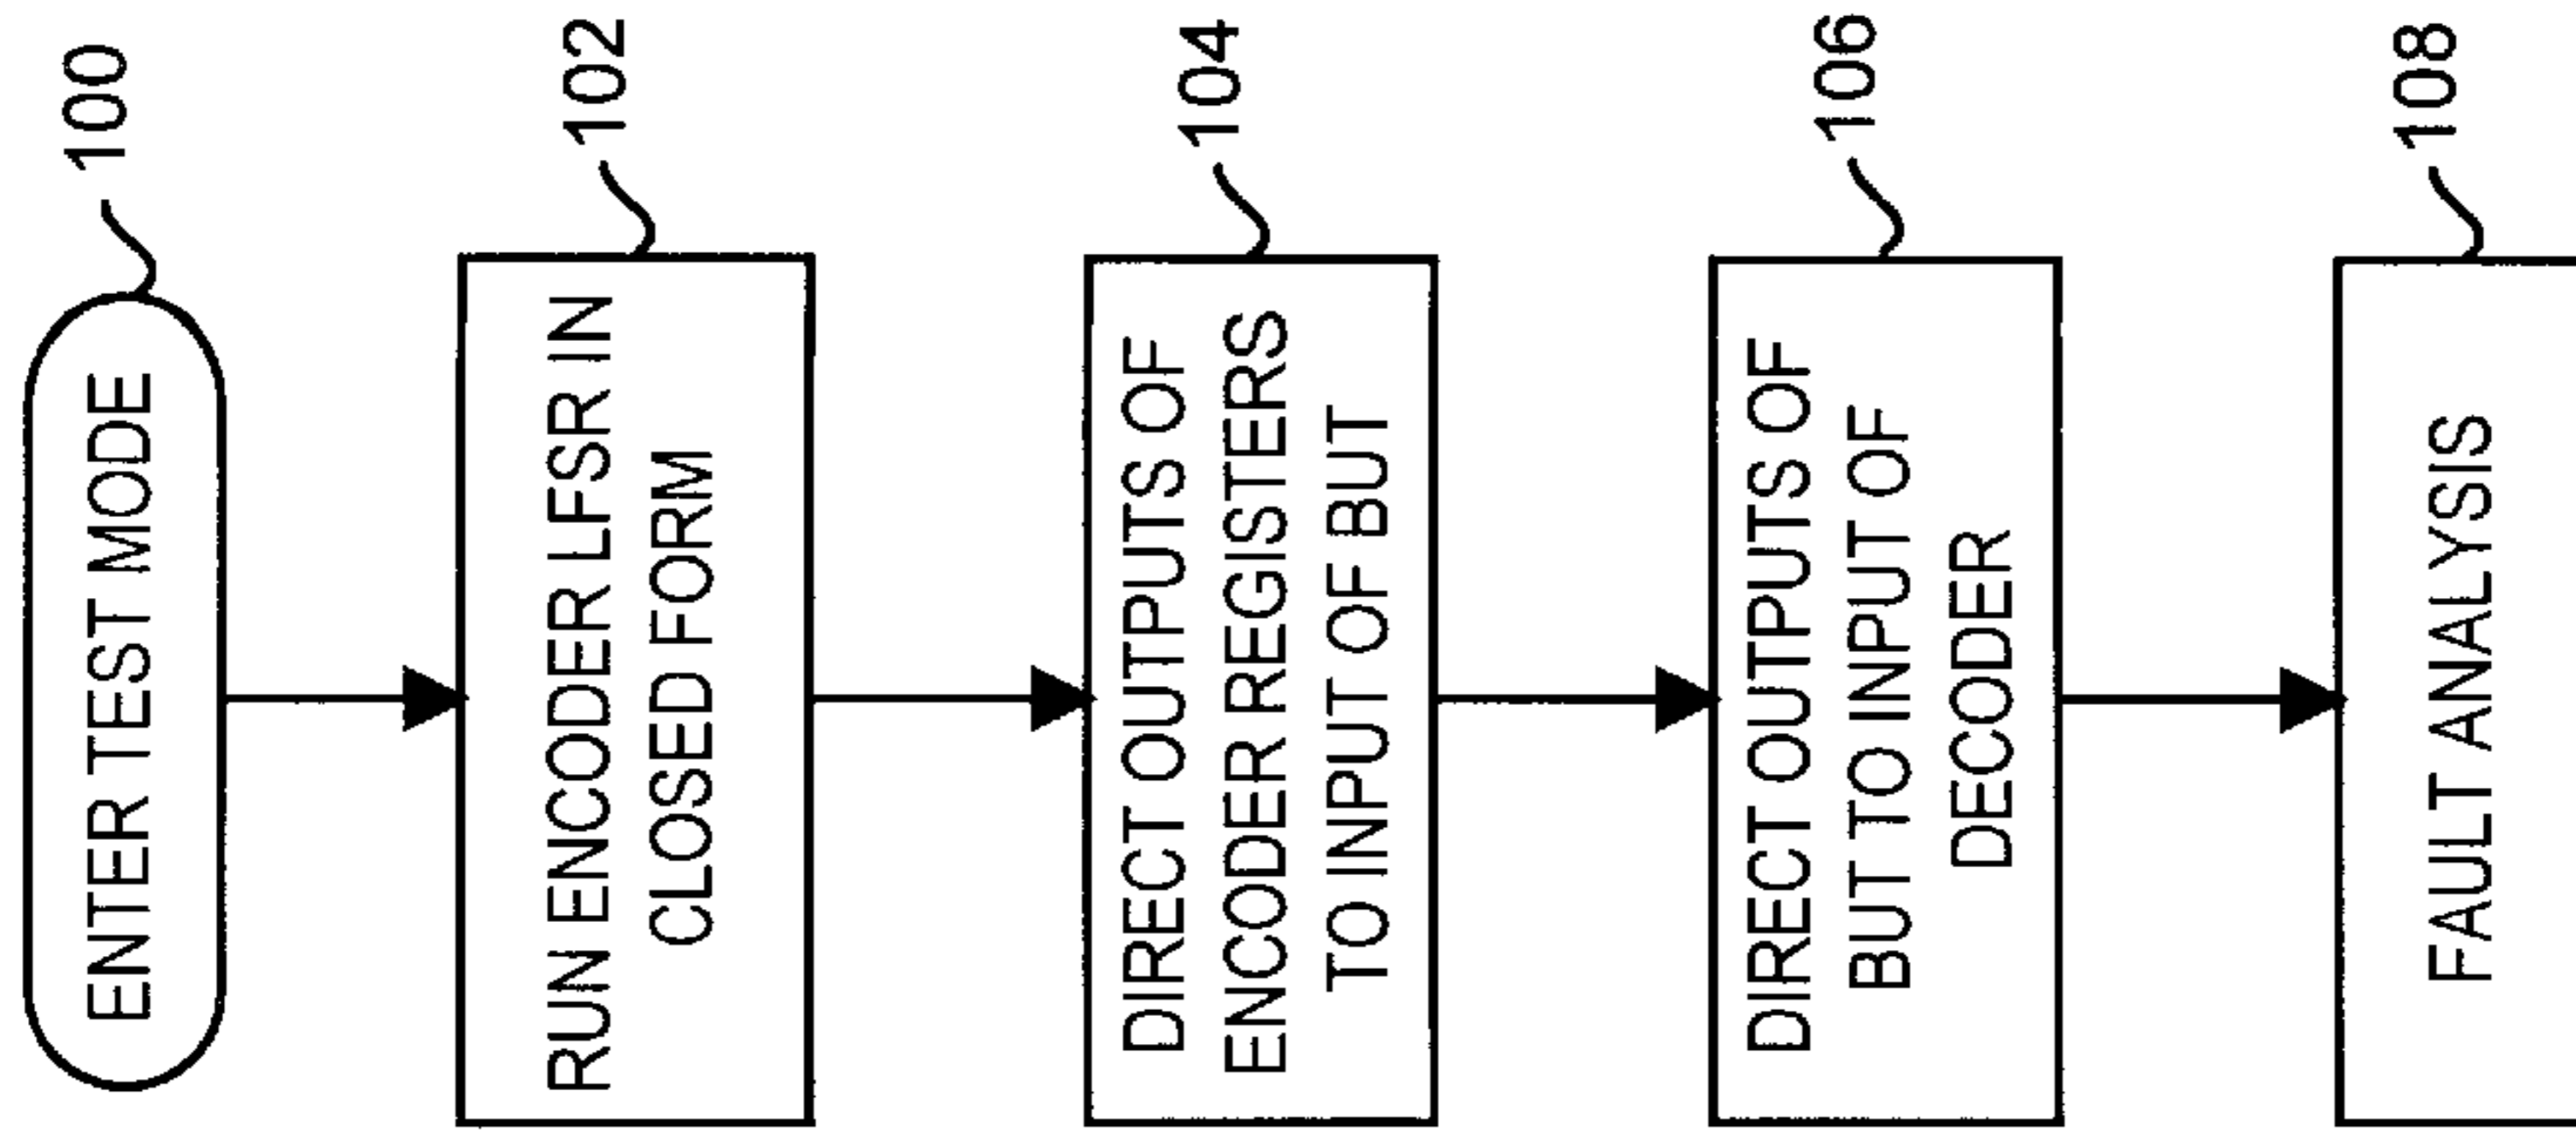 ENTER TEST MODE
100
RUN ENCODER LFSR IN
CLOSED FORM
102
DIRECT OUTPUTS OF
ENCODER REGISTERS
TO INPUT OF BUT
104
DIRECT OUTPUTS OF
BUT TO INPUT OF
DECODER
106
FAULT ANALYSIS
108